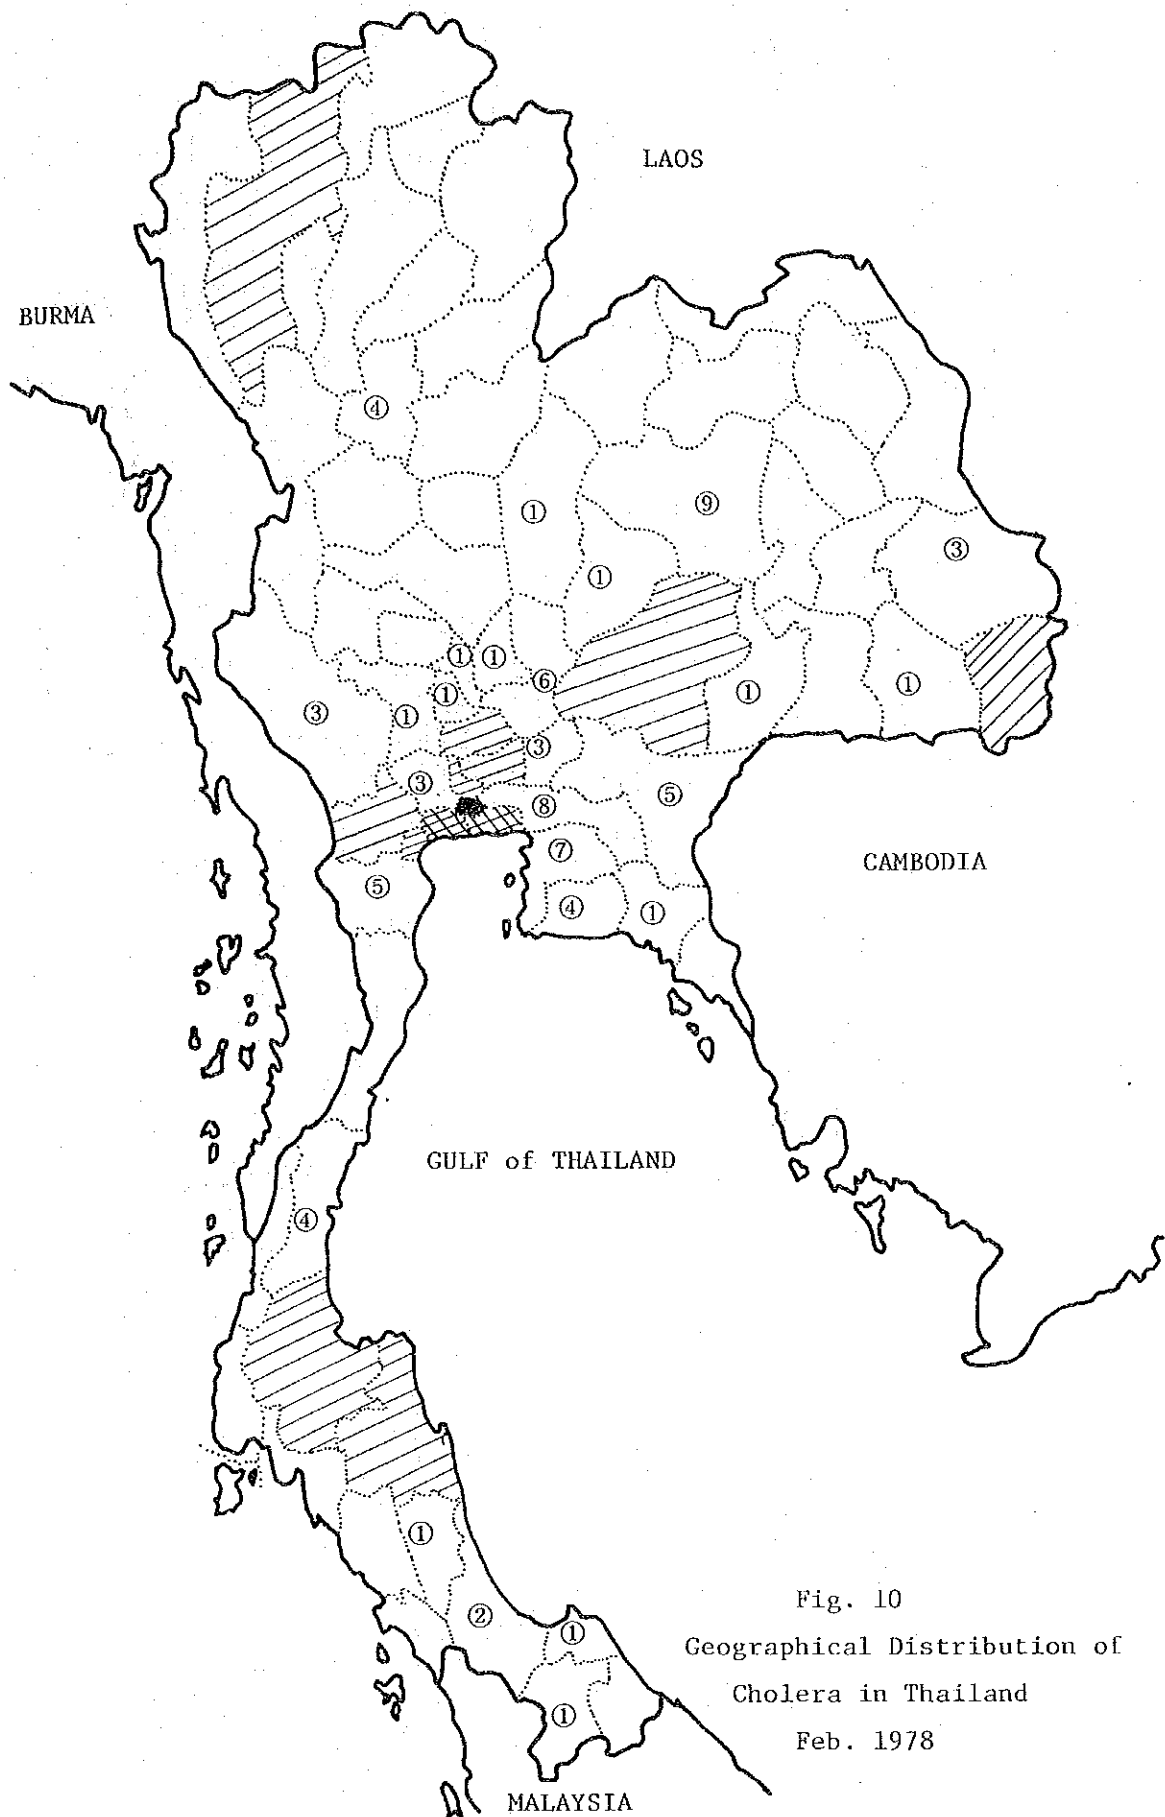 LAOS
BURMA
④
①
⑨
③
①
①
①
⑥
①
①
①
③
①
③
③
⑤
⑧
CAMBODIA
⑦
⑤
④
①
GULF of THAILAND
④
①
②
①
①
Fig. 10
Geographical Distribution of
Cholera in Thailand
Feb. 1978
MALAYSIA